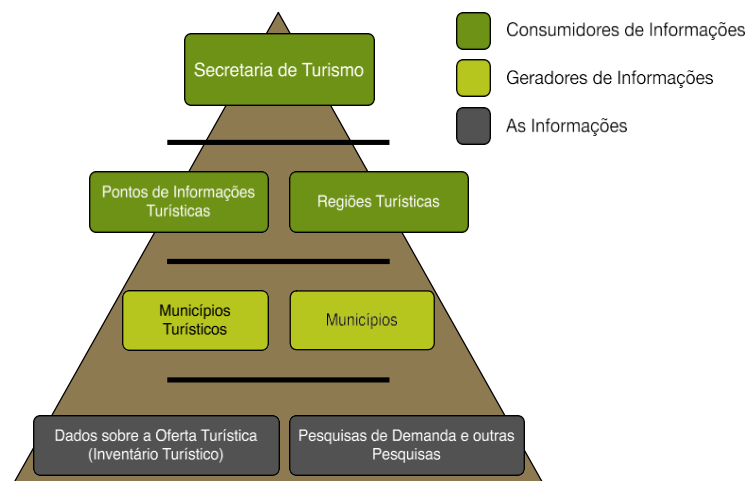 Secretaria de Turismo
Consumidores de Informações
Geradores de Informações
As Informações
Pontos de Informações
Turísticas
Regiões Turísticas
Municípios
Turísticos
Municípios
Dados sobre a Oferta Turística
(Inventário Turístico)
Pesquisas de Demanda e outras
Pesquisas